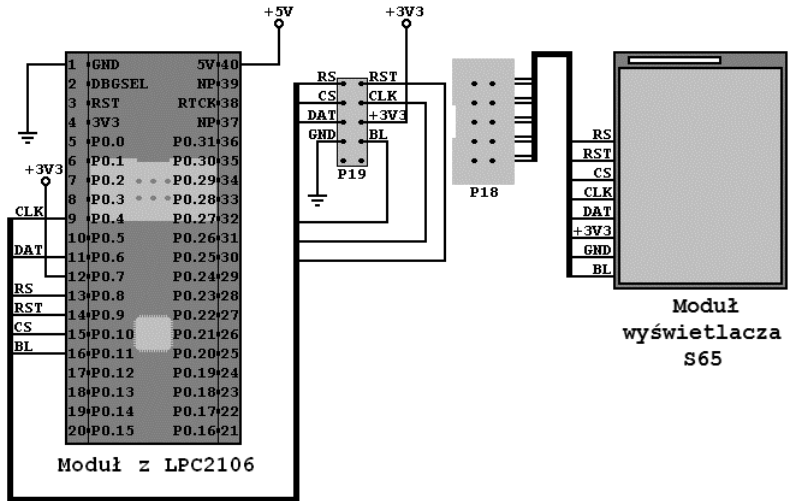 +5V
+3V3
1 GND 5V 40
2 DBGSEL NP 39
3 RST RTCK 38
4 3V3 NP 37
5 P0.0 P0.31 36
6 P0.1 P0.30 35
7 P0.2 P0.29 34
8 P0.3 P0.28 33
9 P0.4 P0.27 32
10 P0.5 P0.26 31
11 P0.6 P0.25 30
12 P0.7 P0.24 29
13 P0.8 P0.23 28
14 P0.9 P0.22 27
15 P0.10 P0.21 26
16 P0.11 P0.20 25
17 P0.12 P0.19 24
18 P0.13 P0.18 23
19 P0.14 P0.17 22
20 P0.15 P0.16 21
+3V3
CLK
DAT
RS
RST
CS
BL
Moduł z LPC2106
RS RST
CS CLK
DAT +3V3
GND BL
P19
P18
RS
RST
CS
CLK
DAT
+3V3
GND
BL
Moduł
wyświetlacza
S65